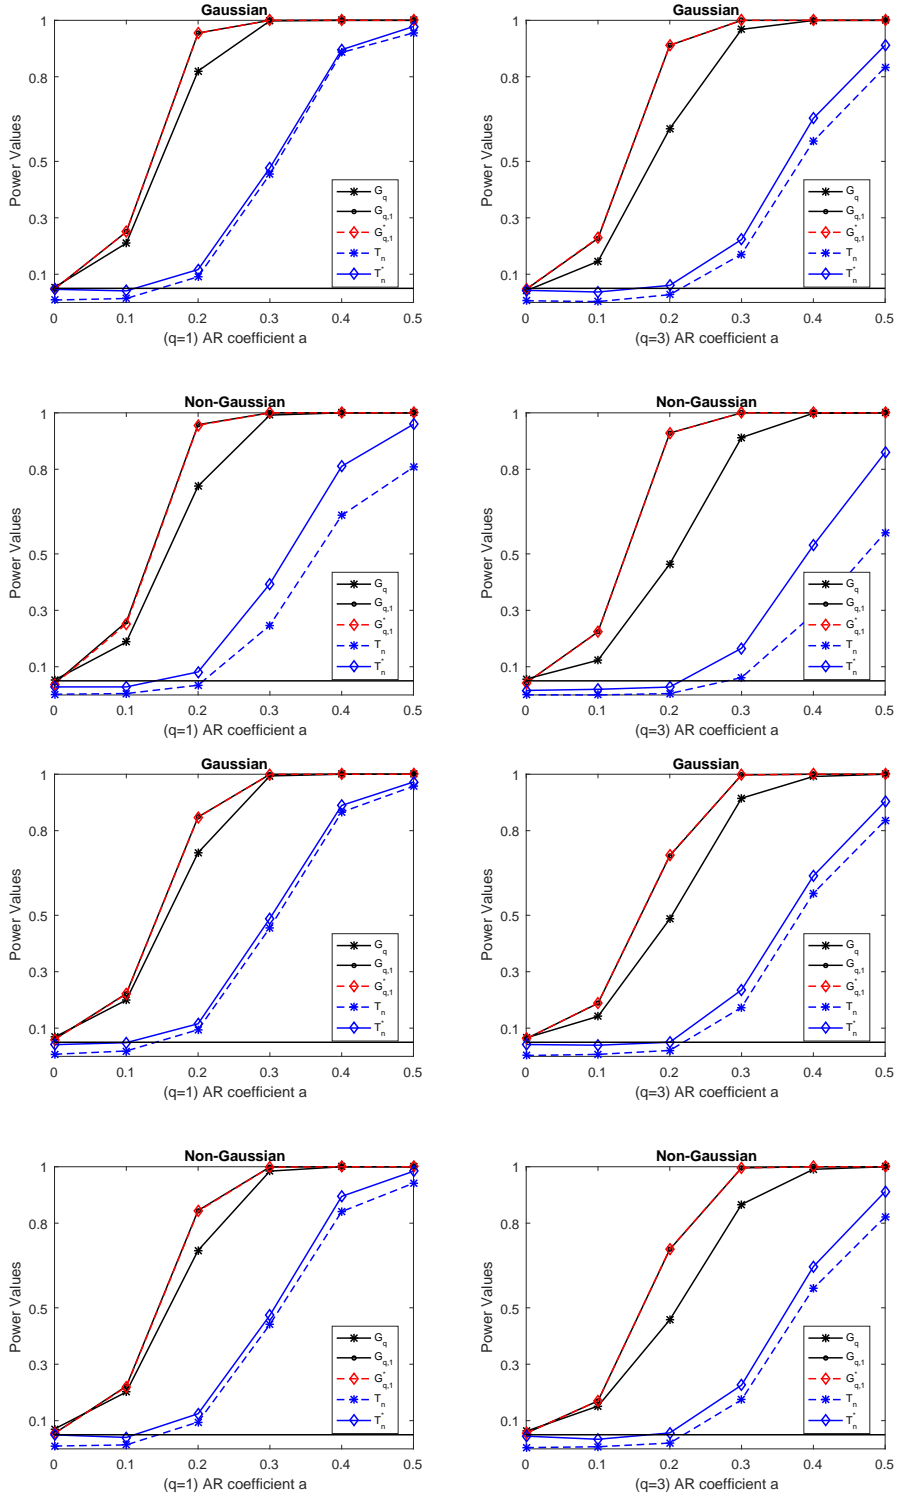 Gaussian
1
0.8
0.5
0.3
0.1
Power Values
G_q
G_{q,1}
G*_{q,1}
T_n
T*_n
0 0.1 0.2 0.3 0.4 0.5
(q=1) AR coefficient a
Gaussian
1
0.8
0.5
0.3
0.1
Power Values
G_q
G_{q,1}
G*_{q,1}
T_n
T*_n
0 0.1 0.2 0.3 0.4 0.5
(q=3) AR coefficient a
Non-Gaussian
1
0.8
0.5
0.3
0.1
Power Values
G_q
G_{q,1}
G*_{q,1}
T_n
T*_n
0 0.1 0.2 0.3 0.4 0.5
(q=1) AR coefficient a
Non-Gaussian
1
0.8
0.5
0.3
0.1
Power Values
G_q
G_{q,1}
G*_{q,1}
T_n
T*_n
0 0.1 0.2 0.3 0.4 0.5
(q=3) AR coefficient a
Gaussian
1
0.8
0.5
0.3
0.1
Power Values
G_q
G_{q,1}
G*_{q,1}
T_n
T*_n
0 0.1 0.2 0.3 0.4 0.5
(q=1) AR coefficient a
Gaussian
1
0.8
0.5
0.3
0.1
Power Values
G_q
G_{q,1}
G*_{q,1}
T_n
T*_n
0 0.1 0.2 0.3 0.4 0.5
(q=3) AR coefficient a
Non-Gaussian
1
0.8
0.5
0.3
0.1
Power Values
G_q
G_{q,1}
G*_{q,1}
T_n
T*_n
0 0.1 0.2 0.3 0.4 0.5
(q=1) AR coefficient a
Non-Gaussian
1
0.8
0.5
0.3
0.1
Power Values
G_q
G_{q,1}
G*_{q,1}
T_n
T*_n
0 0.1 0.2 0.3 0.4 0.5
(q=3) AR coefficient a